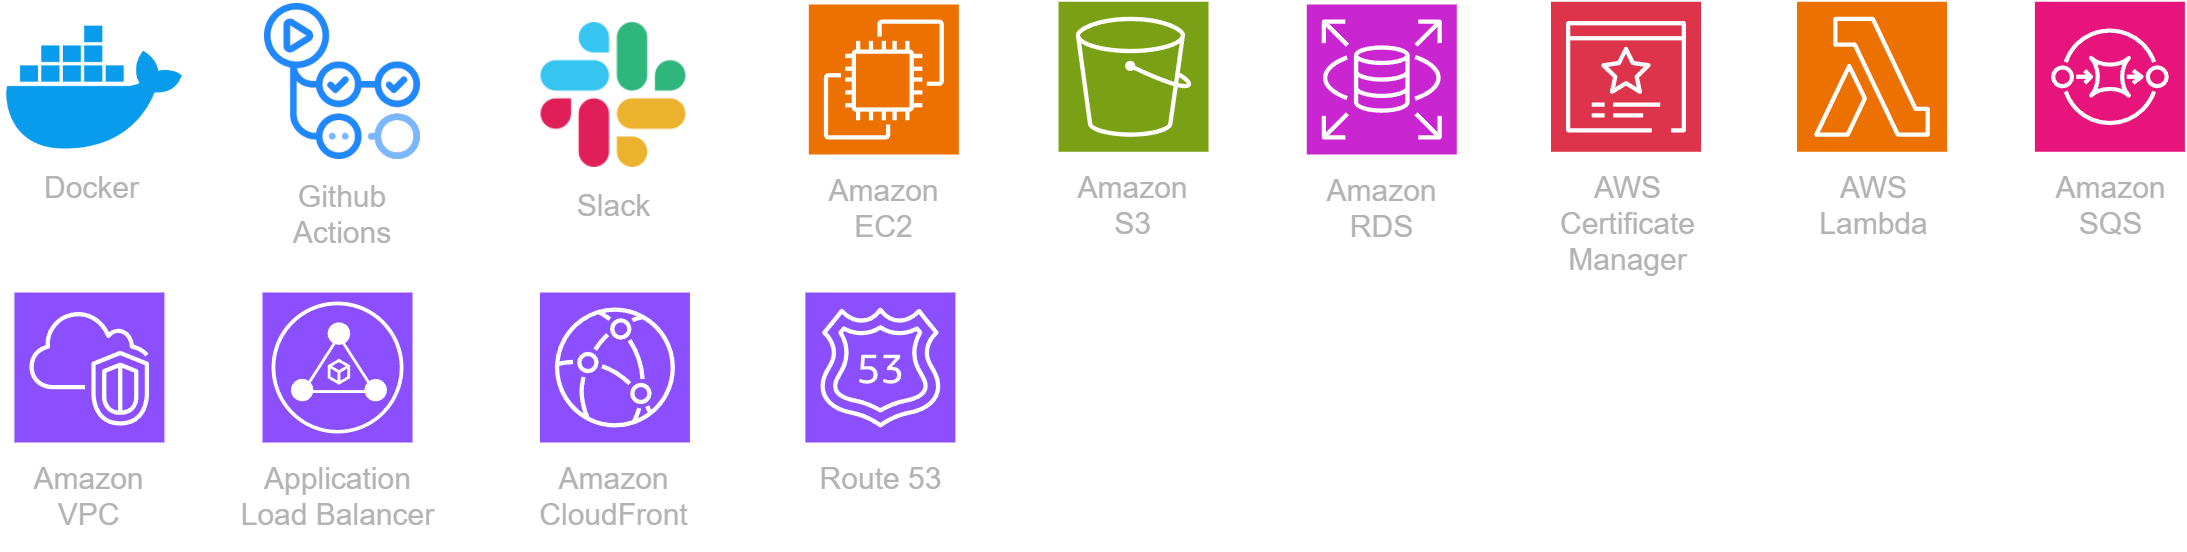 Docker
Github
Actions
Slack
Amazon
EC2
Amazon
S3
Amazon
RDS
AWS
Certificate
Manager
AWS
Lambda
Amazon
SQS
Amazon
VPC
Application
Load Balancer
Amazon
CloudFront
53
Route 53